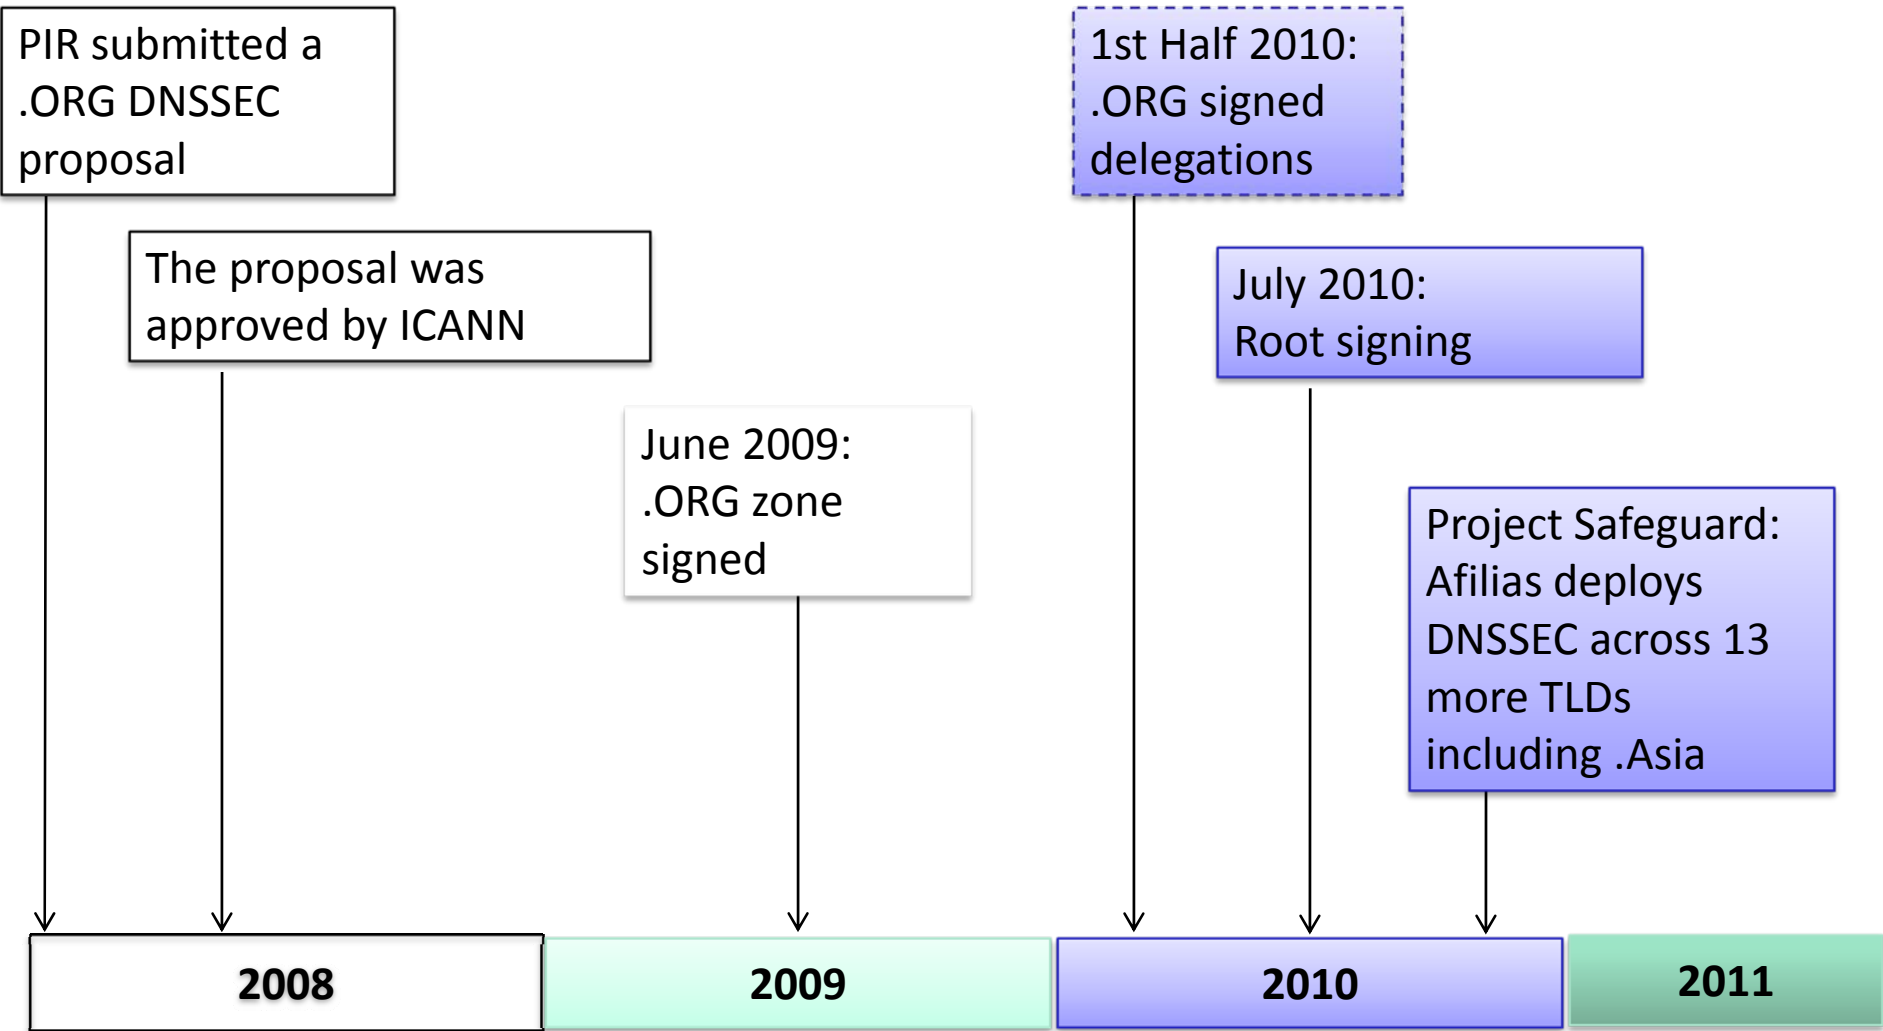 PIR submitted a
.ORG DNSSEC
proposal
The proposal was
approved by ICANN
June 2009:
.ORG zone
signed
1st Half 2010:
.ORG signed
delegations
July 2010:
Root signing
Project Safeguard:
Afilias deploys
DNSSEC across 13
more TLDs
including .Asia
2008
2009
2010
2011